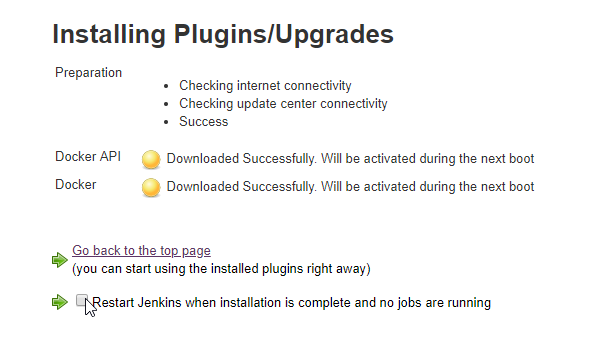 Installing Plugins/Upgrades
Preparation
Checking internet connectivity
Checking update center connectivity
Success
Docker API Downloaded Successfully. Will be activated during the next boot
Docker Downloaded Successfully. Will be activated during the next boot
Go back to the top page
(you can start using the installed plugins right away)
Restart Jenkins when installation is complete and no jobs are running